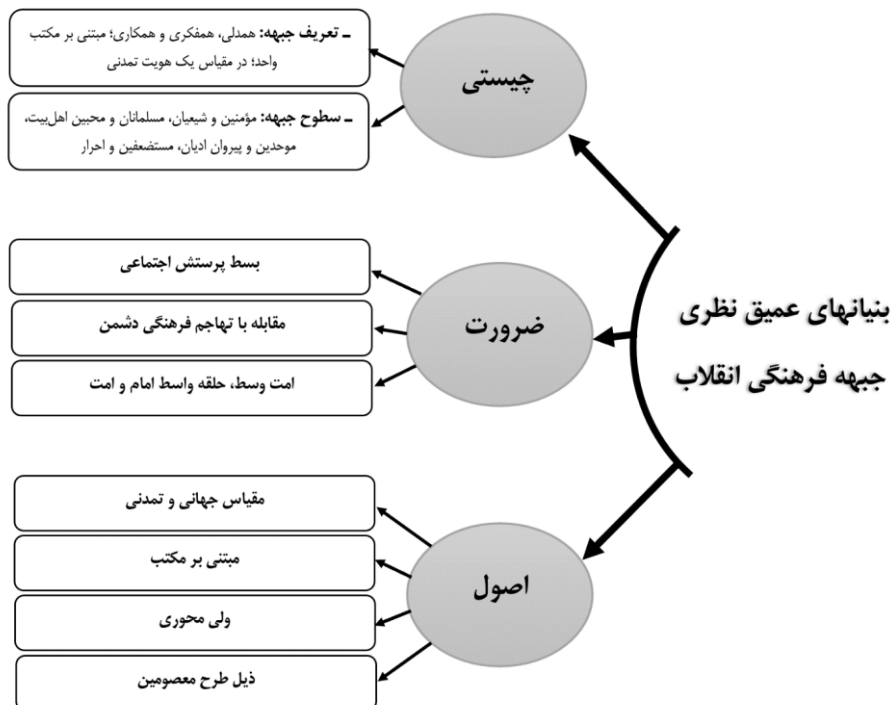 بنیانهای عمیق نظری
جبهه فرهنگی انقلاب
چیستی
ـ تعریف جبهه: همدلی، همفکری و همکاری؛ مبتنی بر مکتب
واحد؛ در مقیاس یک هویت تمدنی
ـ سطوح جبهه: مؤمنین و شیعیان، مسلمانان و محبین اهل‌بیت،
موحدین و پیروان ادیان، مستضعفین و احرار
ضرورت
بسط پرستش اجتماعی
مقابله با تهاجم فرهنگی دشمن
امت وسط، حلقه واسط امام و امت
اصول
مقیاس جهانی و تمدنی
مبتنی بر مکتب
ولی محوری
ذیل طرح معصومین